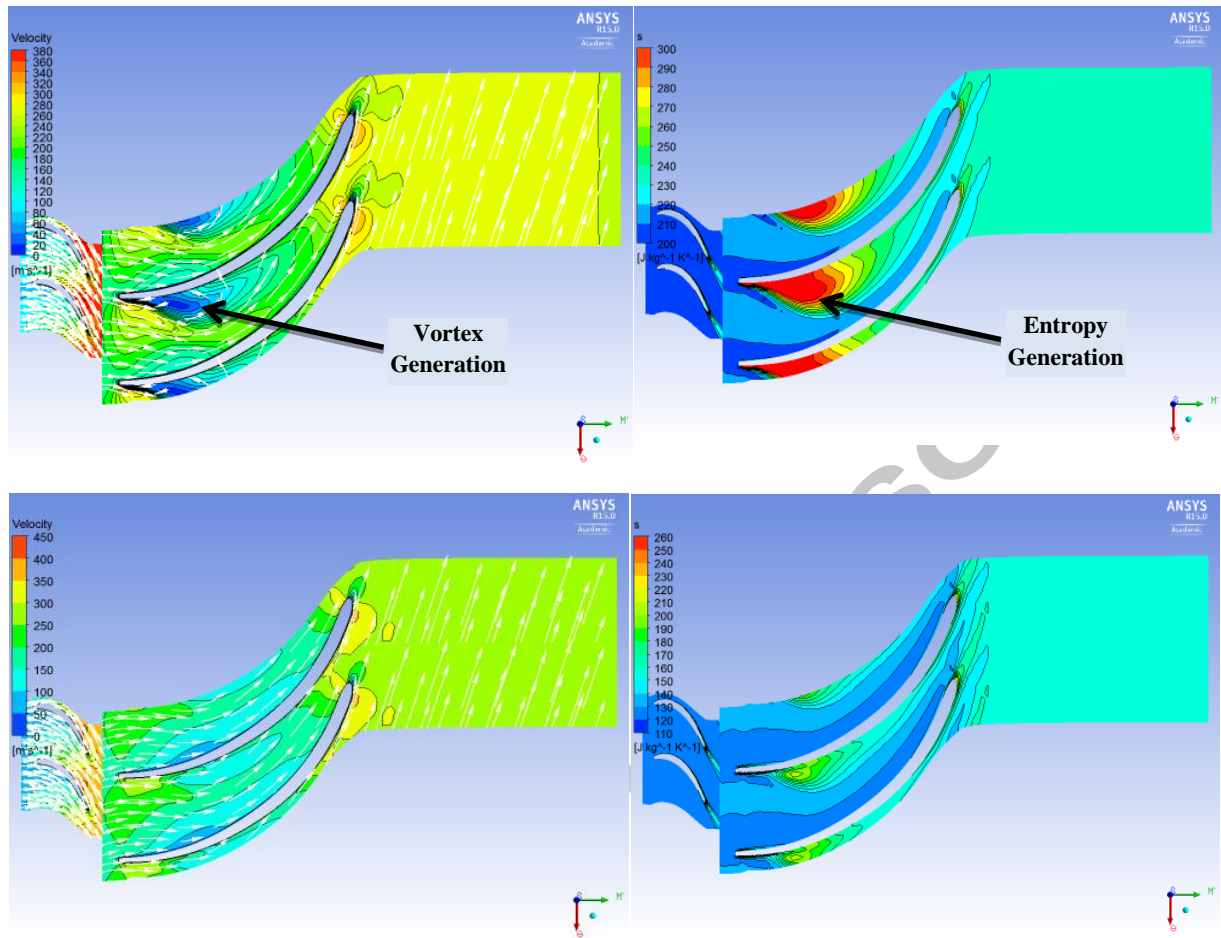 ANSYS
R15.0
Academic
Velocity
380
360
340
320
300
280
260
240
220
200
180
160
140
120
100
80
60
40
20
0
[m s^-1]
Vortex
Generation
M'
ANSYS
R15.0
Academic
s
300
290
280
270
260
250
240
230
220
210
200
[J kg^-1 K^-1]
Entropy
Generation
M'
ANSYS
R15.0
Academic
Velocity
450
400
350
300
250
200
150
100
50
0
[m s^-1]
M'
ANSYS
R15.0
Academic
s
260
250
240
230
220
210
200
190
180
170
160
150
140
130
120
110
[J kg^-1 K^-1]
M'